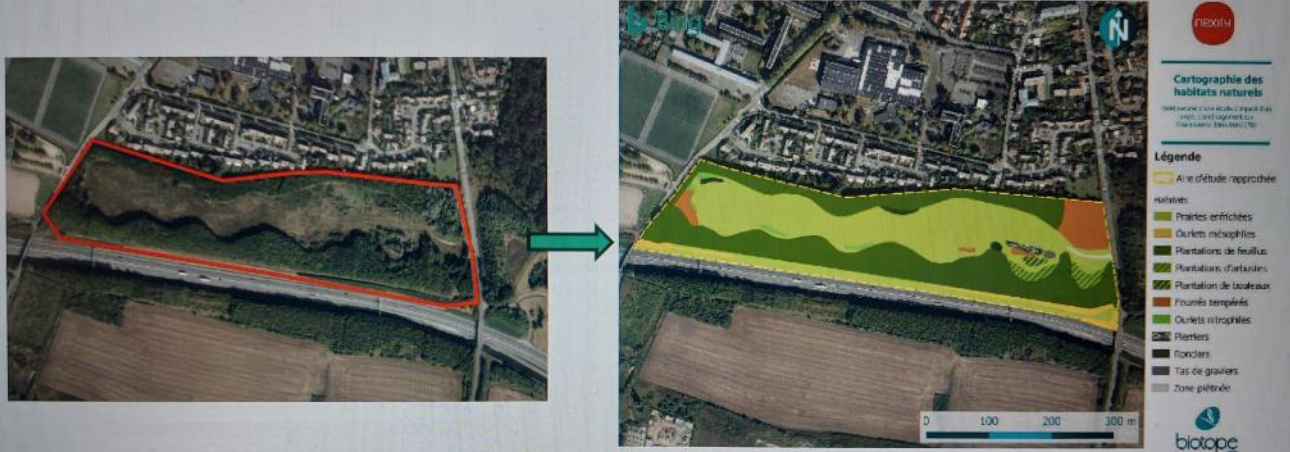 Bing
N
nexity
Cartographie des
habitats naturels
Légende
Aire d'étude rapprochée
Habitats
Prairies enfrichées
Ourlets mésophiles
Plantations de feuillus
Plantations d'arbustes
Plantation de bouleaux
Fourrés tempérés
Ourlets nitrophiles
Pierriers
Ronciers
Tas de graviers
Zone piétinée
0 100 200 300 m
biotope